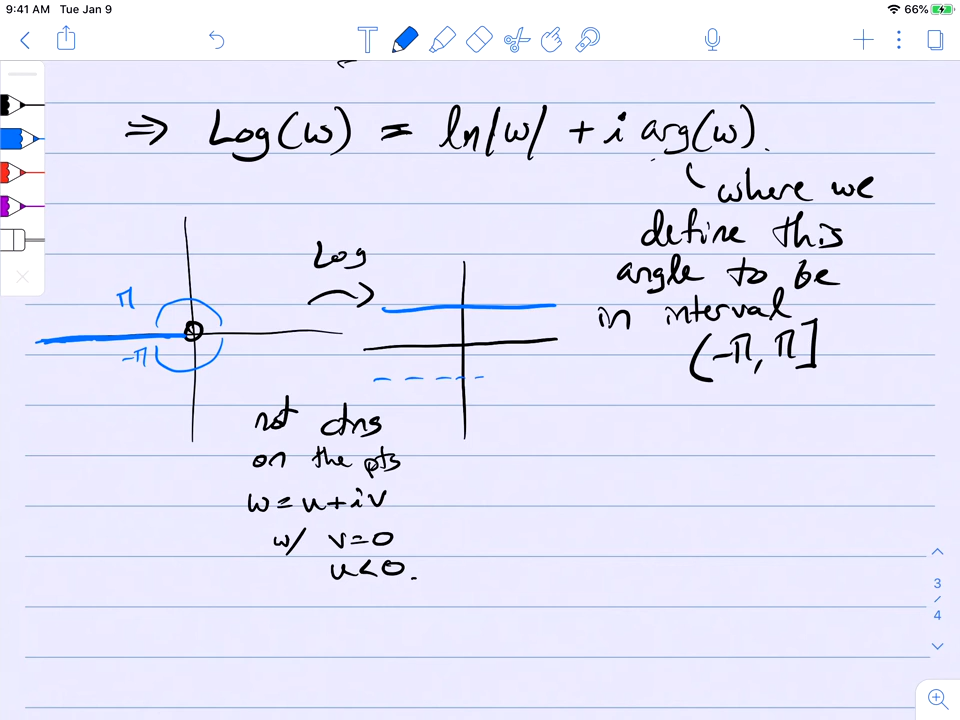 9:41 AM Tue Jan 9
66%
T
⇒ Log(w) = ln|w| + i arg(w).
where we
define this
angle to be
in interval
(-π, π]
Log
π
-π
not ctns
on the pts
w = u + iv
w/ v = 0
u < 0.
3
/
4